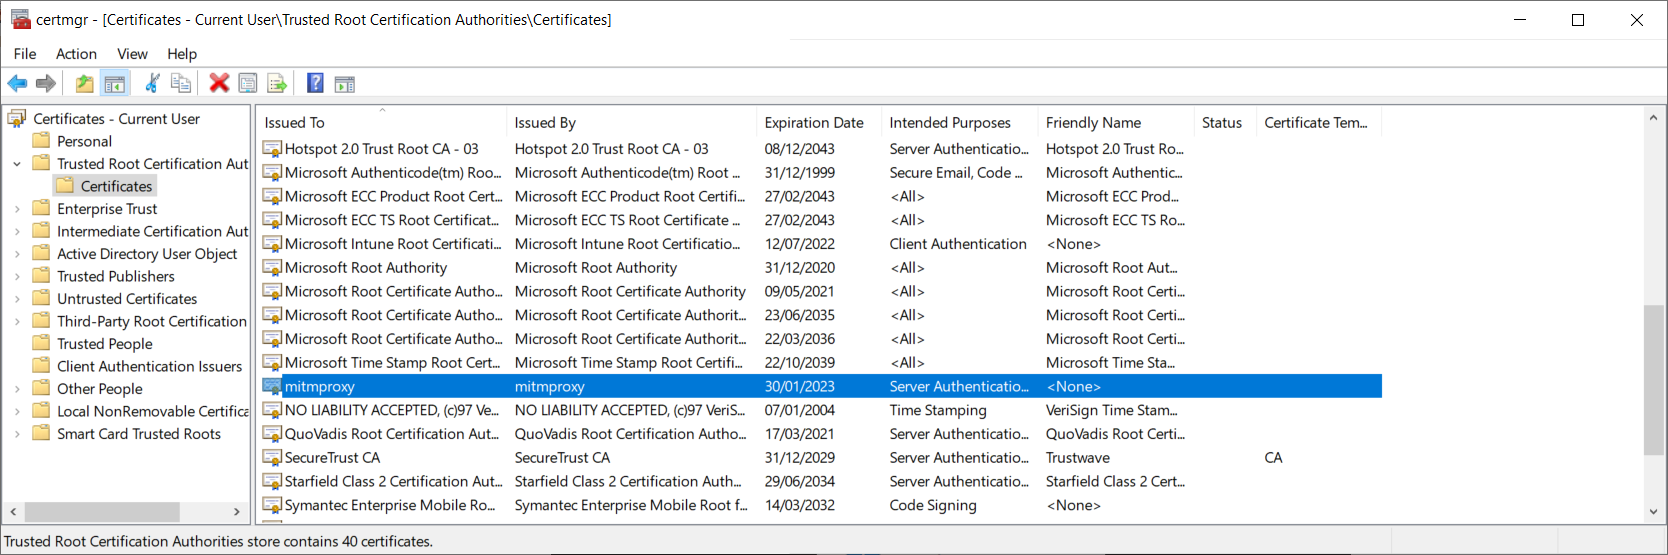 certmgr - [Certificates - Current User\Trusted Root Certification Authorities\Certificates]
File Action View Help
Certificates - Current User
Personal
Trusted Root Certification Aut
Certificates
Enterprise Trust
Intermediate Certification Aut
Active Directory User Object
Trusted Publishers
Untrusted Certificates
Third-Party Root Certification
Trusted People
Client Authentication Issuers
Other People
Local NonRemovable Certifica
Smart Card Trusted Roots
Issued To Issued By Expiration Date Intended Purposes Friendly Name Status Certificate Tem...
Hotspot 2.0 Trust Root CA - 03 Hotspot 2.0 Trust Root CA - 03 08/12/2043 Server Authenticatio... Hotspot 2.0 Trust Ro...
Microsoft Authenticode(tm) Roo... Microsoft Authenticode(tm) Root ... 31/12/1999 Secure Email, Code ... Microsoft Authentic...
Microsoft ECC Product Root Cert... Microsoft ECC Product Root Certifi... 27/02/2043 <All> Microsoft ECC Prod...
Microsoft ECC TS Root Certificat... Microsoft ECC TS Root Certificate ... 27/02/2043 <All> Microsoft ECC TS Ro...
Microsoft Intune Root Certificati... Microsoft Intune Root Certificatio... 12/07/2022 Client Authentication <None>
Microsoft Root Authority Microsoft Root Authority 31/12/2020 <All> Microsoft Root Aut...
Microsoft Root Certificate Autho... Microsoft Root Certificate Authority 09/05/2021 <All> Microsoft Root Certi...
Microsoft Root Certificate Autho... Microsoft Root Certificate Authorit... 23/06/2035 <All> Microsoft Root Certi...
Microsoft Root Certificate Autho... Microsoft Root Certificate Authorit... 22/03/2036 <All> Microsoft Root Certi...
Microsoft Time Stamp Root Cert... Microsoft Time Stamp Root Certifi... 22/10/2039 <All> Microsoft Time Sta...
mitmproxy mitmproxy 30/01/2023 Server Authenticatio... <None>
NO LIABILITY ACCEPTED, (c)97 Ve... NO LIABILITY ACCEPTED, (c)97 VeriS... 07/01/2004 Time Stamping VeriSign Time Stam...
QuoVadis Root Certification Aut... QuoVadis Root Certification Autho... 17/03/2021 Server Authenticatio... QuoVadis Root Certi...
SecureTrust CA SecureTrust CA 31/12/2029 Server Authenticatio... Trustwave CA
Starfield Class 2 Certification Aut... Starfield Class 2 Certification Auth... 29/06/2034 Server Authenticatio... Starfield Class 2 Cert...
Symantec Enterprise Mobile Ro... Symantec Enterprise Mobile Root f... 14/03/2032 Code Signing <None>
Trusted Root Certification Authorities store contains 40 certificates.